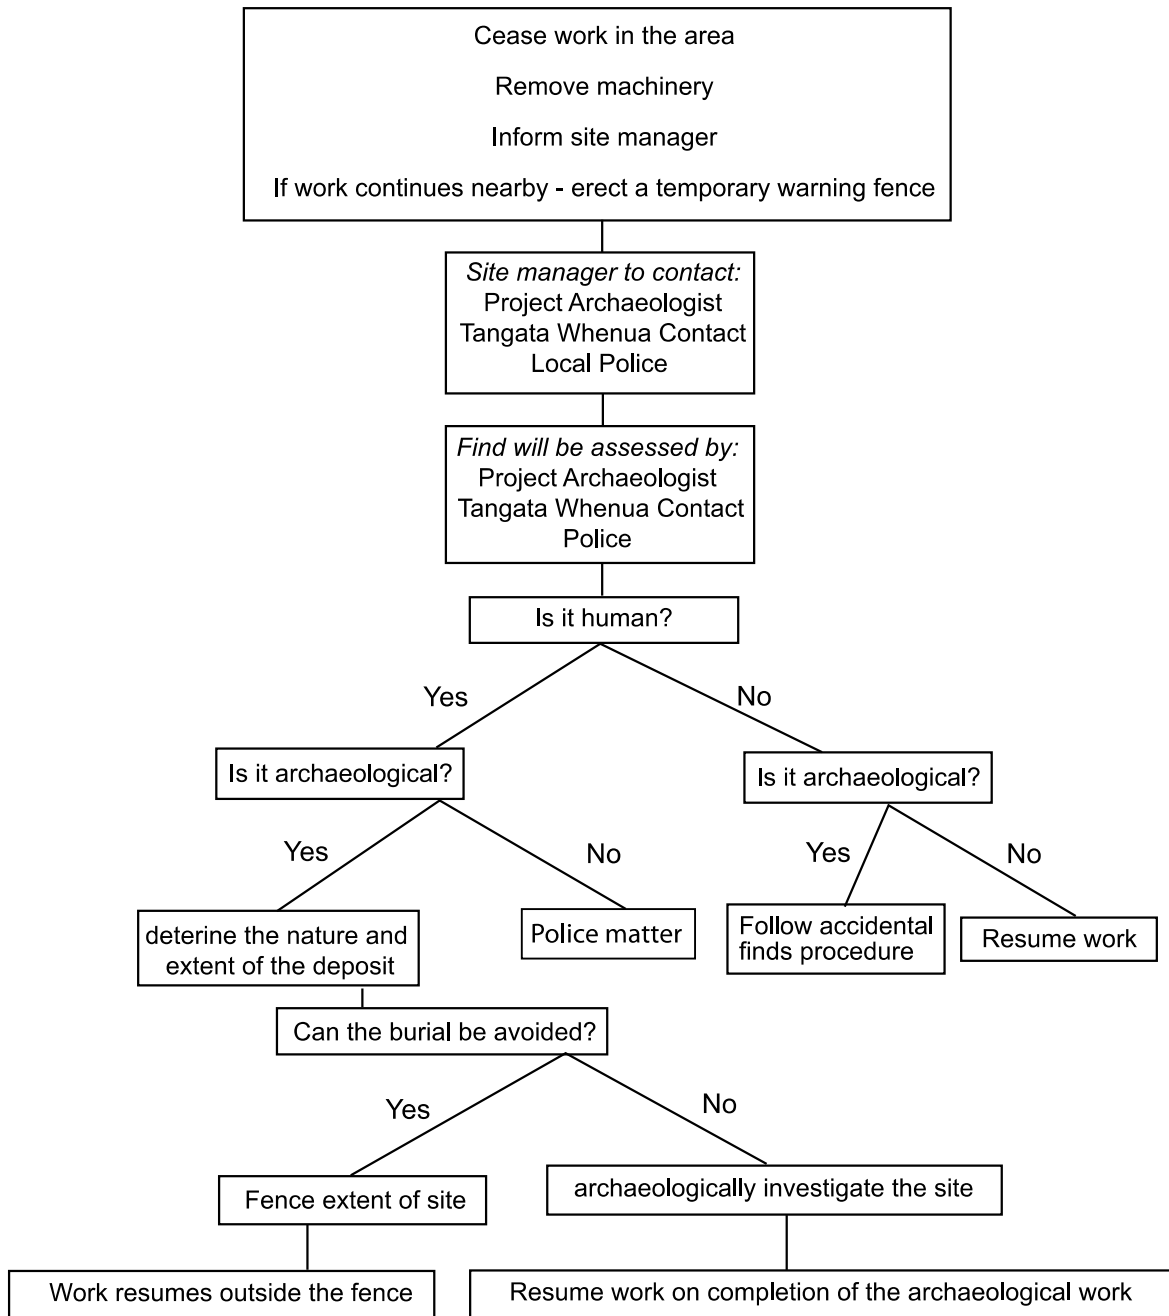 Cease work in the area
Remove machinery
Inform site manager
If work continues nearby - erect a temporary warning fence
Site manager to contact:
Project Archaeologist
Tangata Whenua Contact
Local Police
Find will be assessed by:
Project Archaeologist
Tangata Whenua Contact
Police
Is it human?
Yes
No
Is it archaeological?
Is it archaeological?
Yes
No
Yes
No
deterine the nature and
extent of the deposit
Police matter
Follow accidental
finds procedure
Resume work
Can the burial be avoided?
Yes
No
Fence extent of site
archaeologically investigate the site
Work resumes outside the fence
Resume work on completion of the archaeological work